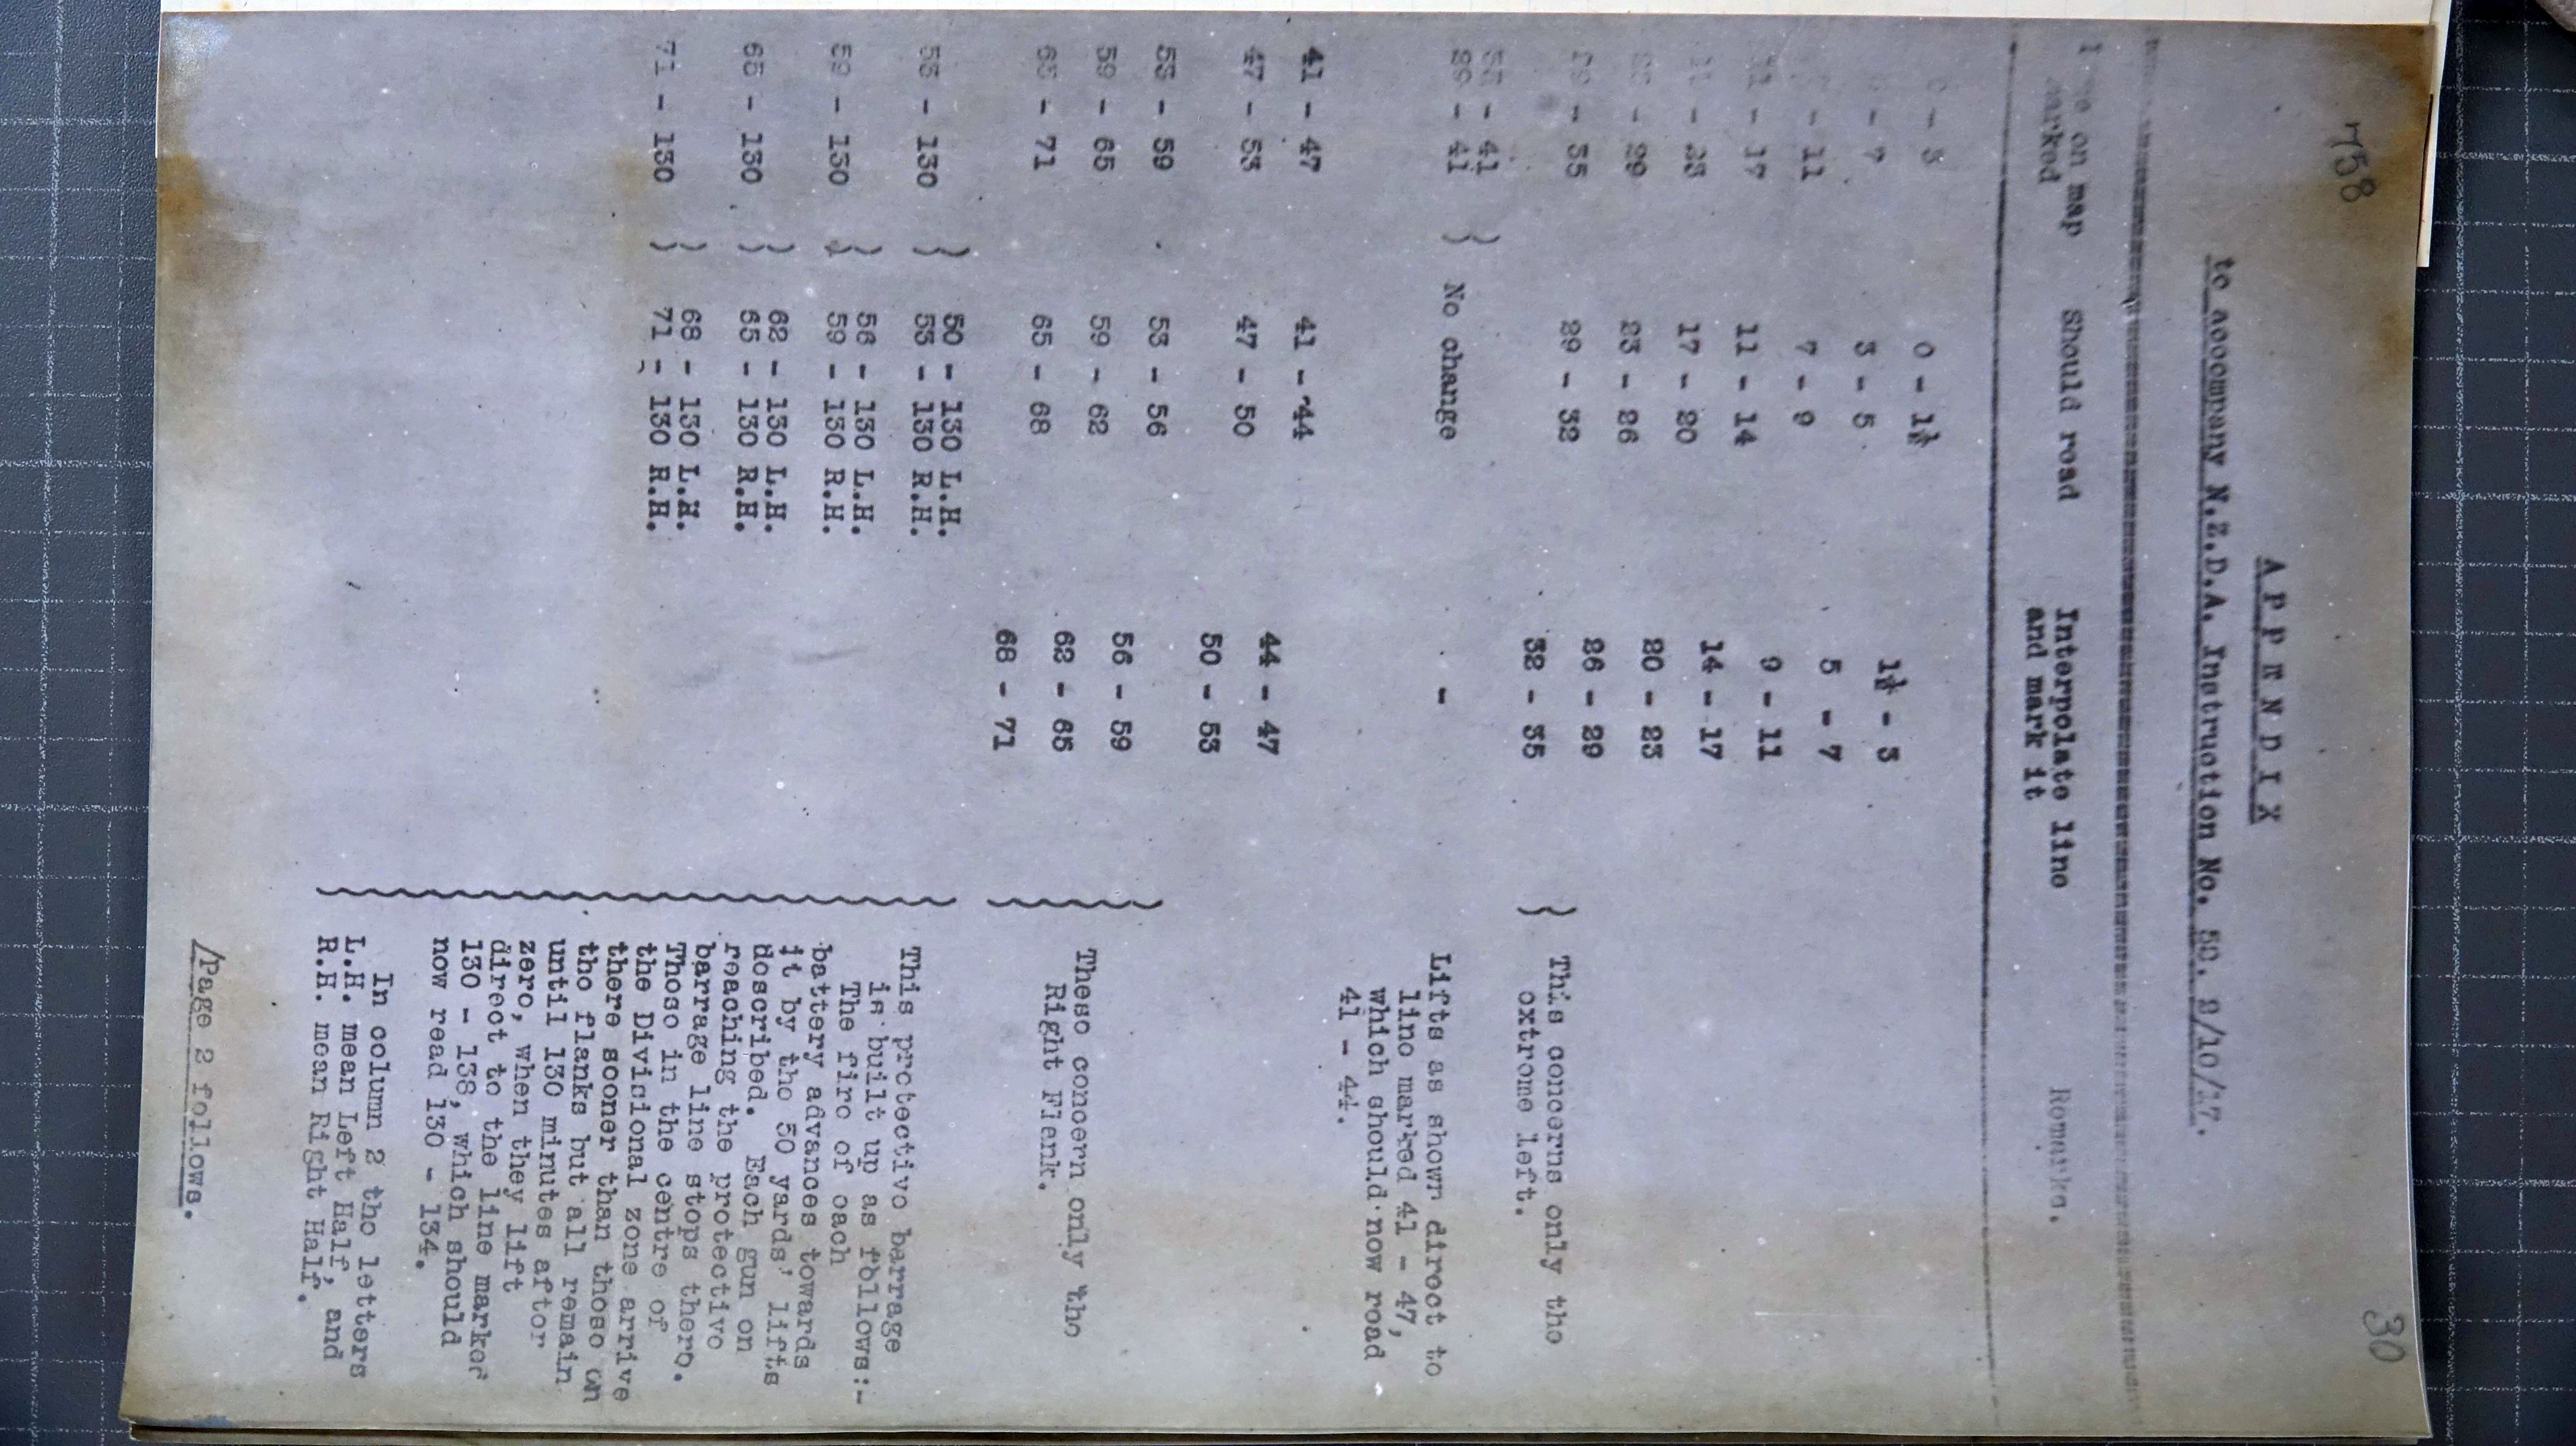 758
30
A P P E N D I X
to accompany N.Z.D.A. Instruction No. 50. 9/10/17.
on map Should read Interpolate line Remarks.
marked and mark it
0 - 3 0 - 1½ 1½ - 3
- 7 3 - 5 5 - 7
- 11 7 - 9 9 - 11
11 - 17 11 - 14 14 - 17
- 23 17 - 20 20 - 23
23 - 29 23 - 26 26 - 29
29 - 35 29 - 32 32 - 35 } This concerns only the
extreme left.
35 - 41 }
29 - 41 } No change - Lifts as shown direct to
line marked 41 - 47,
which should now read
41 - 44.
41 - 47 41 - 44 44 - 47
47 - 53 47 - 50 50 - 53
53 - 59 53 - 56 56 - 59
59 - 65 59 - 62 62 - 65 These concern only the
65 - 71 65 - 68 68 - 71 Right Flank.
53 - 130 } 50 - 130 L.H.
53 - 130 R.H.
59 - 130 } 56 - 130 L.H.
59 - 130 R.H.
65 - 130 } 62 - 130 L.H.
65 - 130 R.H.
71 - 130 } 68 - 130 L.H.
71 - 130 R.H.
This protective barrage
is built up as follows:-
The fire of each
battery advances towards
it by the 50 yards' lifts
described. Each gun on
reaching the protective
barrage line stops there.
Those in the centre of
the Divisional zone arrive
there sooner than those on
the flanks but all remain
until 130 minutes after
zero, when they lift
direct to the line marked
130 - 138, which should
now read 130 - 134.
In column 2 the letters
L.H. mean Left Half, and
R.H. mean Right Half.
/Page 2 follows.